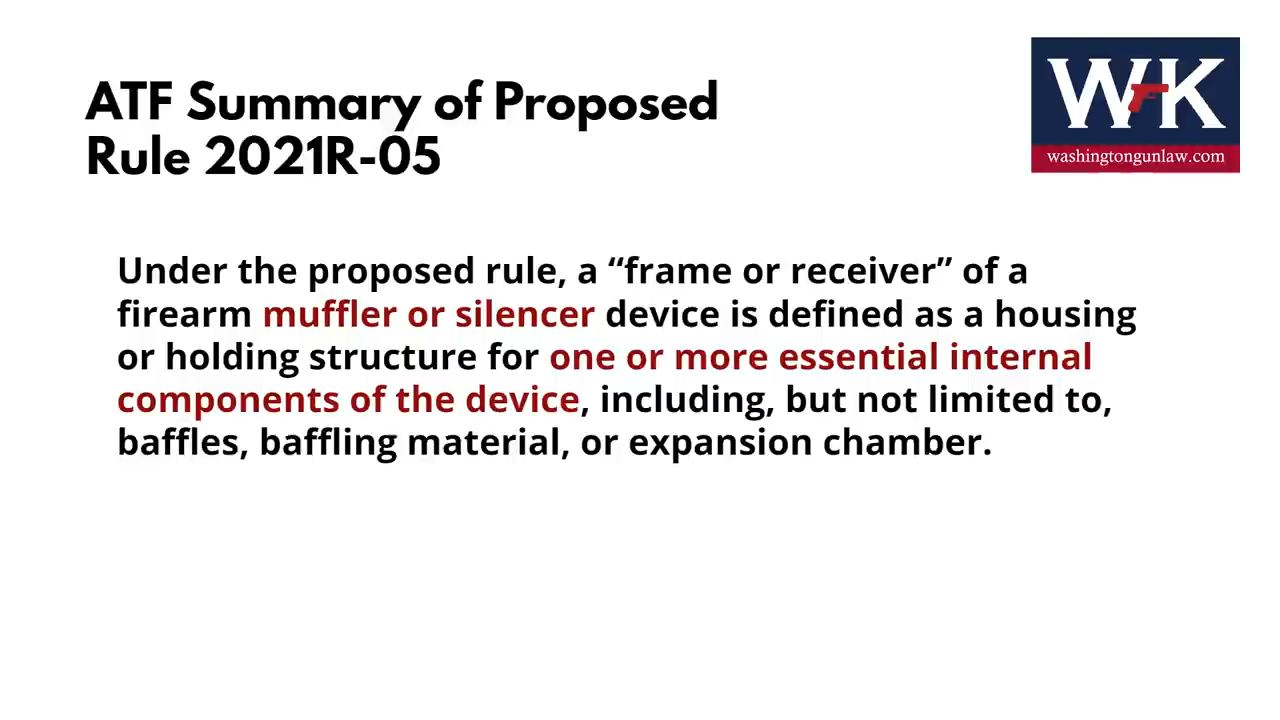 ATF Summary of Proposed
Rule 2021R-05
WK
washingtongunlaw.com
Under the proposed rule, a “frame or receiver” of a
firearm muffler or silencer device is defined as a housing
or holding structure for one or more essential internal
components of the device, including, but not limited to,
baffles, baffling material, or expansion chamber.